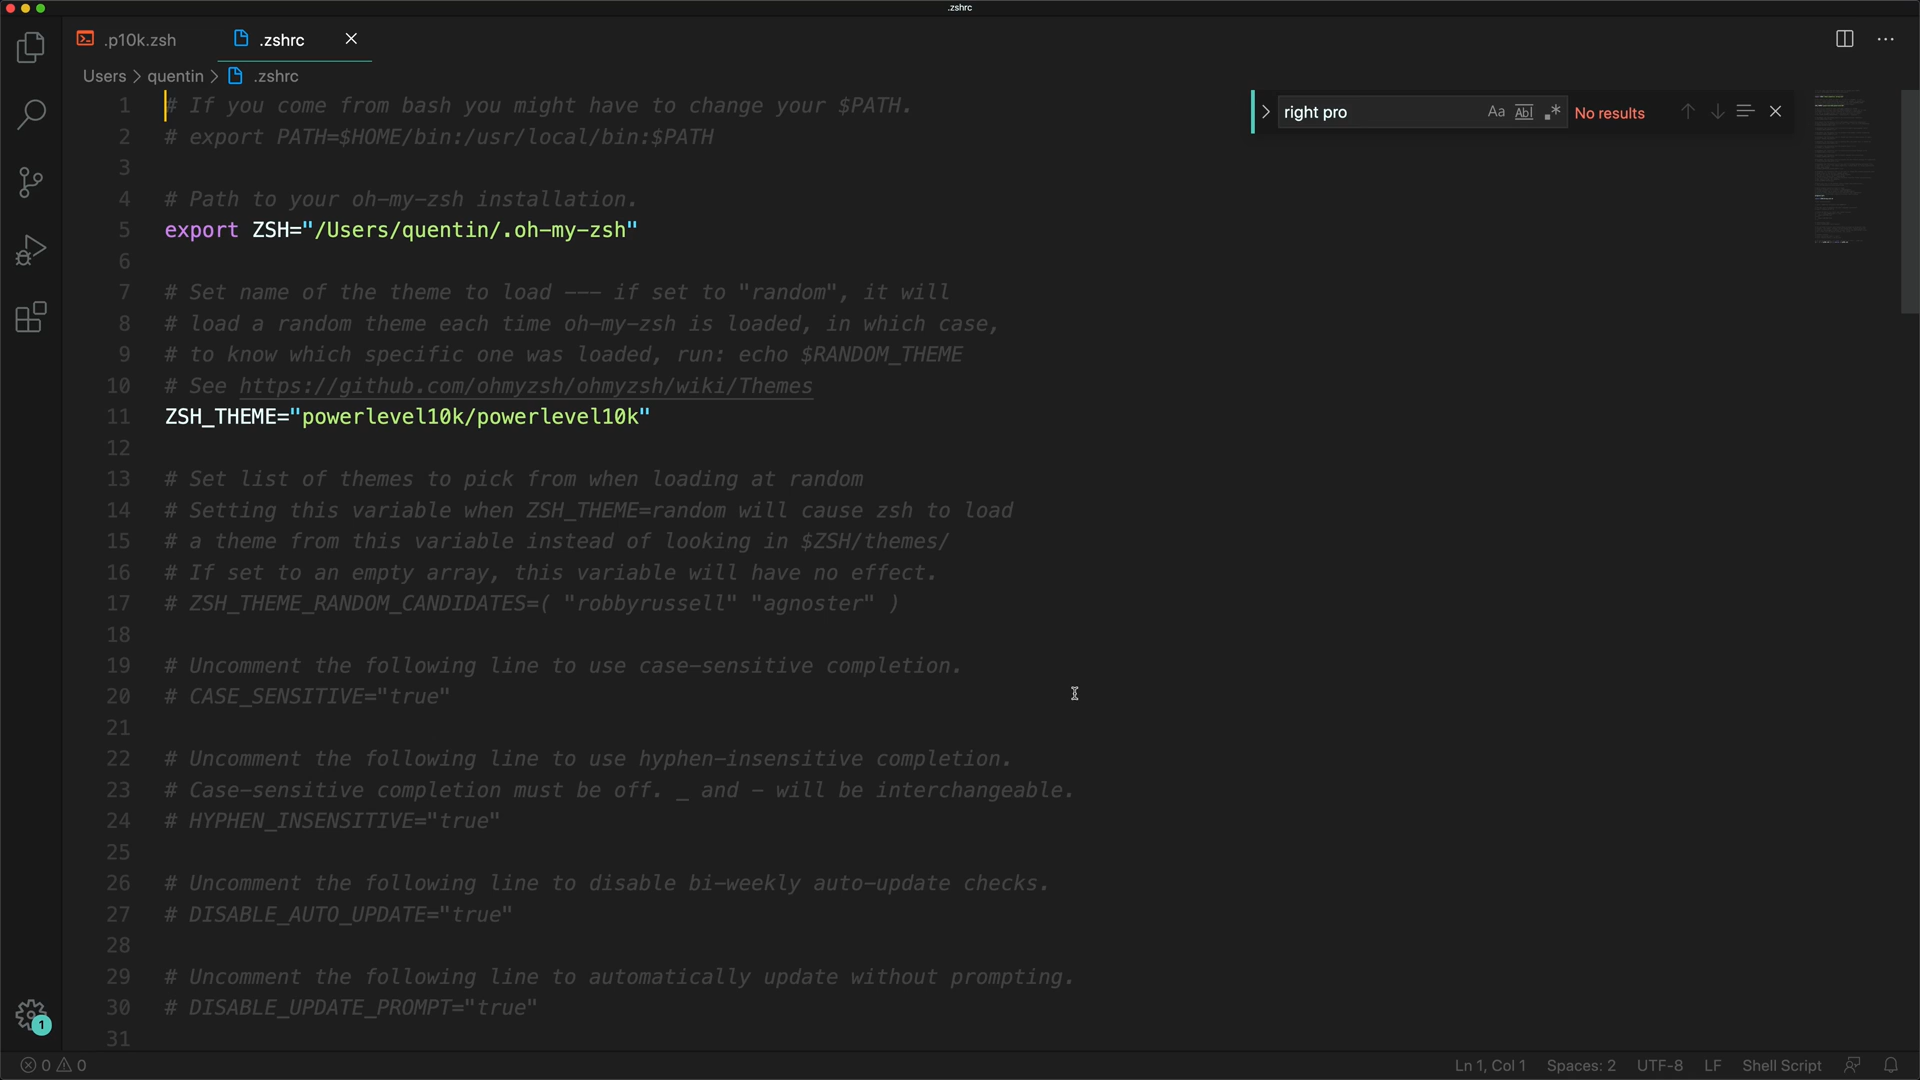 .zshrc
.p10k.zsh
.zshrc
Users > quentin > .zshrc
right pro
Aa
Abl
.*
No results
1 # If you come from bash you might have to change your $PATH.
2 # export PATH=$HOME/bin:/usr/local/bin:$PATH
3
4 # Path to your oh-my-zsh installation.
5 export ZSH="/Users/quentin/.oh-my-zsh"
6
7 # Set name of the theme to load --- if set to "random", it will
8 # load a random theme each time oh-my-zsh is loaded, in which case,
9 # to know which specific one was loaded, run: echo $RANDOM_THEME
10 # See https://github.com/ohmyzsh/ohmyzsh/wiki/Themes
11 ZSH_THEME="powerlevel10k/powerlevel10k"
12
13 # Set list of themes to pick from when loading at random
14 # Setting this variable when ZSH_THEME=random will cause zsh to load
15 # a theme from this variable instead of looking in $ZSH/themes/
16 # If set to an empty array, this variable will have no effect.
17 # ZSH_THEME_RANDOM_CANDIDATES=( "robbyrussell" "agnoster" )
18
19 # Uncomment the following line to use case-sensitive completion.
20 # CASE_SENSITIVE="true"
21
22 # Uncomment the following line to use hyphen-insensitive completion.
23 # Case-sensitive completion must be off. _ and - will be interchangeable.
24 # HYPHEN_INSENSITIVE="true"
25
26 # Uncomment the following line to disable bi-weekly auto-update checks.
27 # DISABLE_AUTO_UPDATE="true"
28
29 # Uncomment the following line to automatically update without prompting.
30 # DISABLE_UPDATE_PROMPT="true"
31
1
0 0
Ln 1, Col 1 Spaces: 2 UTF-8 LF Shell Script